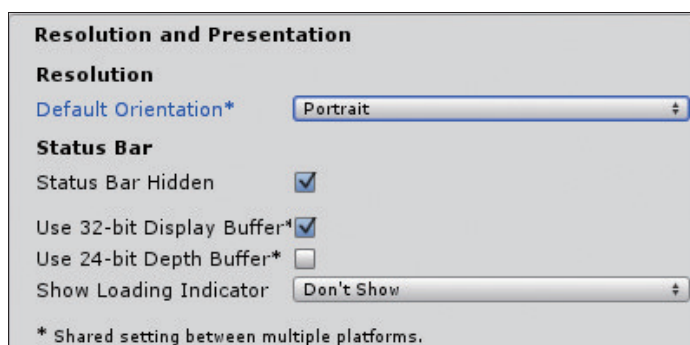 Resolution and Presentation
Resolution
Default Orientation* Portrait
Status Bar
Status Bar Hidden
Use 32-bit Display Buffer*
Use 24-bit Depth Buffer*
Show Loading Indicator Don't Show
* Shared setting between multiple platforms.